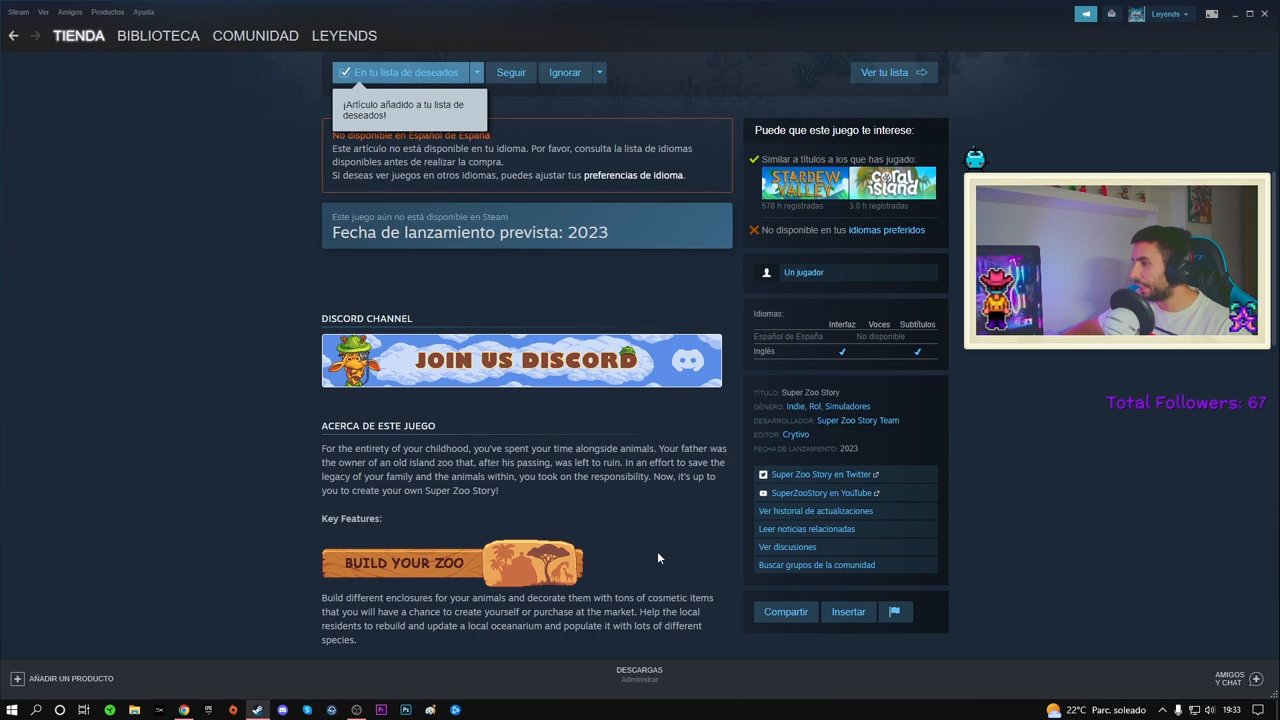 Steam Ver Amigos Productos Ayuda
Leyends
TIENDA BIBLIOTECA COMUNIDAD LEYENDS
En tu lista de deseados Seguir Ignorar Ver tu lista
¡Artículo añadido a tu lista de
deseados!
No disponible en Español de España
Este artículo no está disponible en tu idioma. Por favor, consulta la lista de idiomas
disponibles antes de realizar la compra.
Si deseas ver juegos en otros idiomas, puedes ajustar tus preferencias de idioma.
Este juego aún no está disponible en Steam
Fecha de lanzamiento prevista: 2023
DISCORD CHANNEL
JOIN US DISCORD
ACERCA DE ESTE JUEGO
For the entirety of your childhood, you've spent your time alongside animals. Your father was
the owner of an old island zoo that, after his passing, was left to ruin. In an effort to save the
legacy of your family and the animals within, you took on the responsibility. Now, it's up to
you to create your own Super Zoo Story!
Key Features:
BUILD YOUR ZOO
Build different enclosures for your animals and decorate them with tons of cosmetic items
that you will have a chance to create yourself or purchase at the market. Help the local
residents to rebuild and update a local oceanarium and populate it with lots of different
species.
Puede que este juego te interese:
Similar a títulos a los que has jugado:
STARDEW VALLEY CORAL ISLAND
578 h registradas 3.0 h registradas
No disponible en tus idiomas preferidos
Un jugador
Idiomas:
Interfaz Voces Subtítulos
Español de España No disponible
Inglés
TÍTULO: Super Zoo Story
GÉNERO: Indie, Rol, Simuladores
DESARROLLADOR: Super Zoo Story Team
EDITOR: Crytivo
FECHA DE LANZAMIENTO: 2023
Super Zoo Story en Twitter
SuperZooStory en YouTube
Ver historial de actualizaciones
Leer noticias relacionadas
Ver discusiones
Buscar grupos de la comunidad
Compartir Insertar
Total Followers: 67
AÑADIR UN PRODUCTO
DESCARGAS
Administrar
AMIGOS
Y CHAT
22°C Parc. soleado 19:33